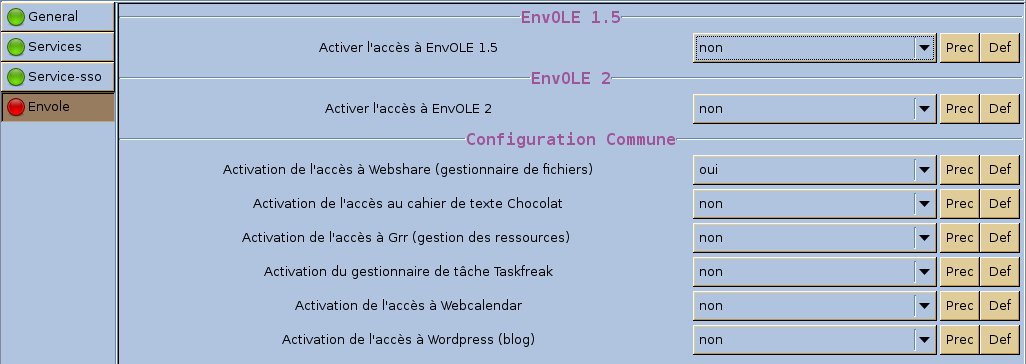 General
Services
Service-sso
Envole
EnvOLE 1.5
Activer l'accès à EnvOLE 1.5 non Prec Def
EnvOLE 2
Activer l'accès à EnvOLE 2 non Prec Def
Configuration Commune
Activation de l'accès à Webshare (gestionnaire de fichiers) oui Prec Def
Activation de l'accès au cahier de texte Chocolat non Prec Def
Activation de l'accès à Grr (gestion des ressources) non Prec Def
Activation du gestionnaire de tâche Taskfreak non Prec Def
Activation de l'accès à Webcalendar non Prec Def
Activation de l'accès à Wordpress (blog) non Prec Def